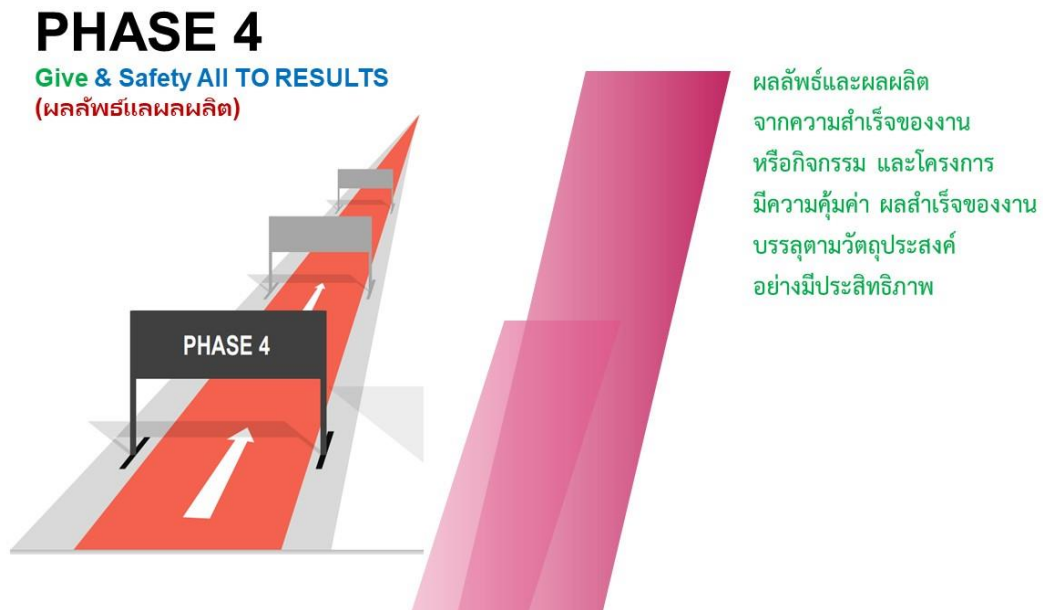 PHASE 4
Give & Safety All TO RESULTS
(ผลลัพธ์แลผลผลิต)
PHASE 4
ผลลัพธ์และผลผลิต
จากความสำเร็จของงาน
หรือกิจกรรม และโครงการ
มีความคุ้มค่า ผลสำเร็จของงาน
บรรลุตามวัตถุประสงค์
อย่างมีประสิทธิภาพ